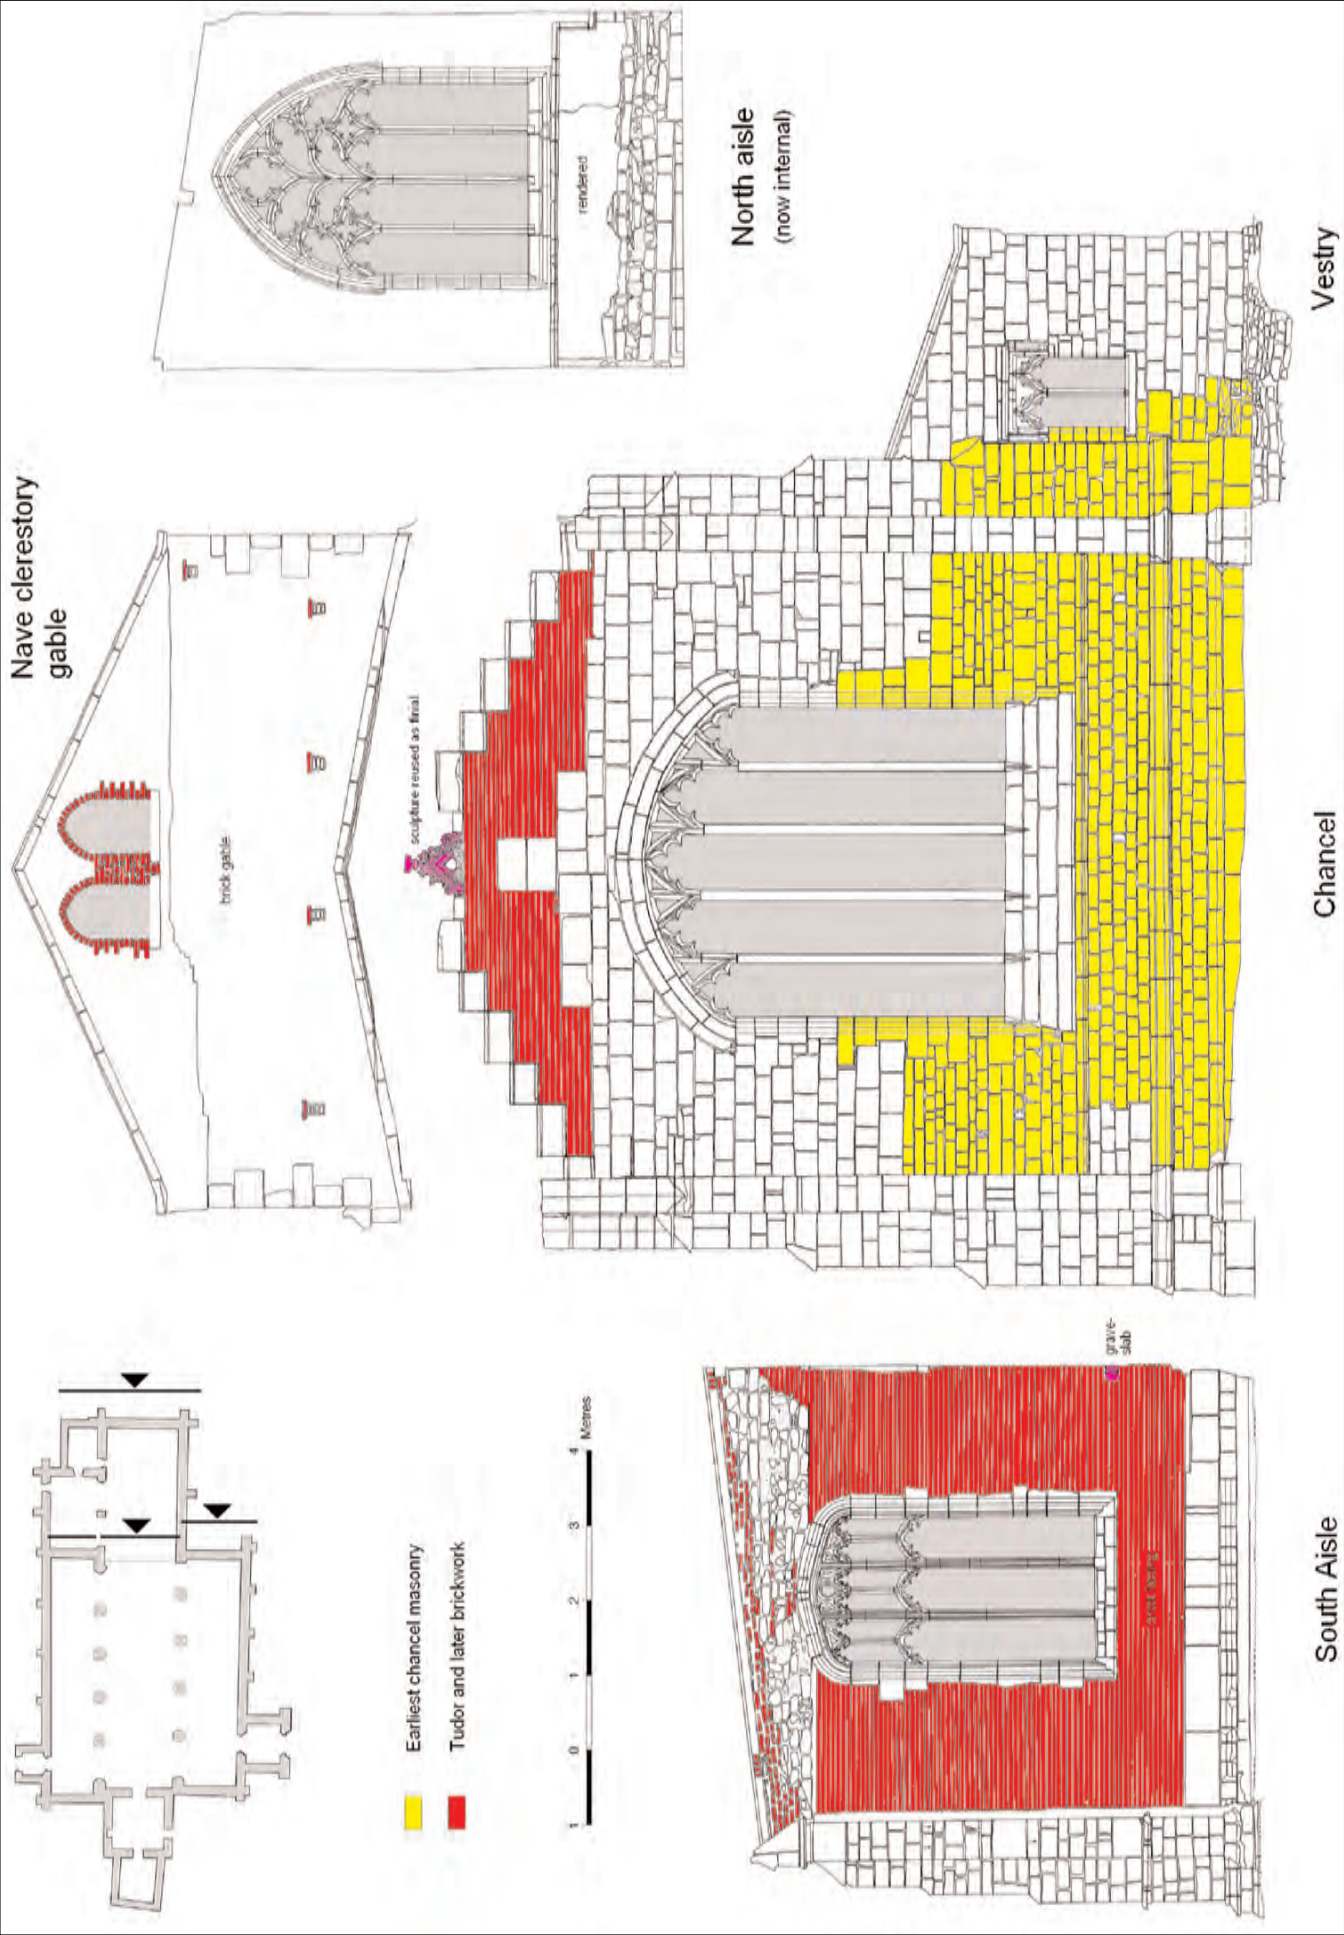 Nave clerestory
gable
brick gable
sculpture reused as finial
rendered
North aisle
(now internal)
Earliest chancel masonry
Tudor and later brickwork
1 0 1 2 3 4
Metres
grave-
slab
South Aisle
Chancel
Vestry